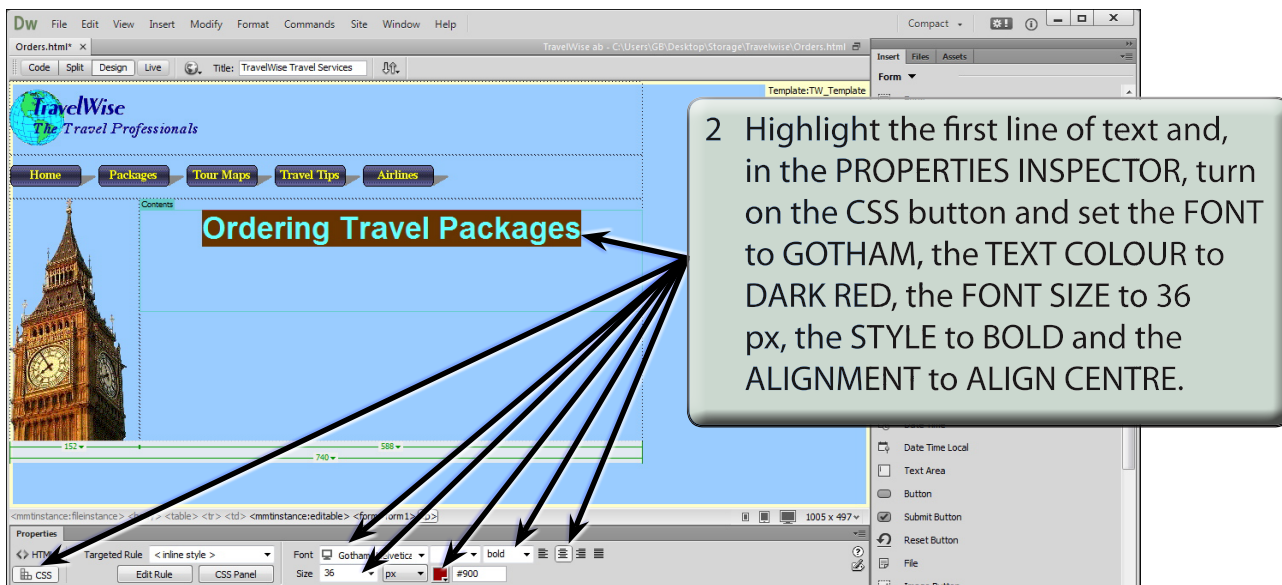 DW File Edit View Insert Modify Format Commands Site Window Help Compact
Orders.html* × TravelWise ab - C:\Users\GB\Desktop\Storage\Travelwise\Orders.html
Code Split Design Live Title: TravelWise Travel Services
Insert Files Assets
Form
Template:TW_Template
TravelWise
The Travel Professionals
Home Packages Tour Maps Travel Tips Airlines
Contents
Ordering Travel Packages
2 Highlight the first line of text and,
in the PROPERTIES INSPECTOR, turn
on the CSS button and set the FONT
to GOTHAM, the TEXT COLOUR to
DARK RED, the FONT SIZE to 36
px, the STYLE to BOLD and the
ALIGNMENT to ALIGN CENTRE.
152 588
740
Date Time Local
Text Area
Button
Submit Button
Reset Button
File
<mmtinstance:fileinstance> <table> <tr> <td> <mmtinstance:editable> 1005 x 497
Properties
<> HTML Targeted Rule < inline style > Font Gotham bold
CSS Edit Rule CSS Panel Size 36 px #900